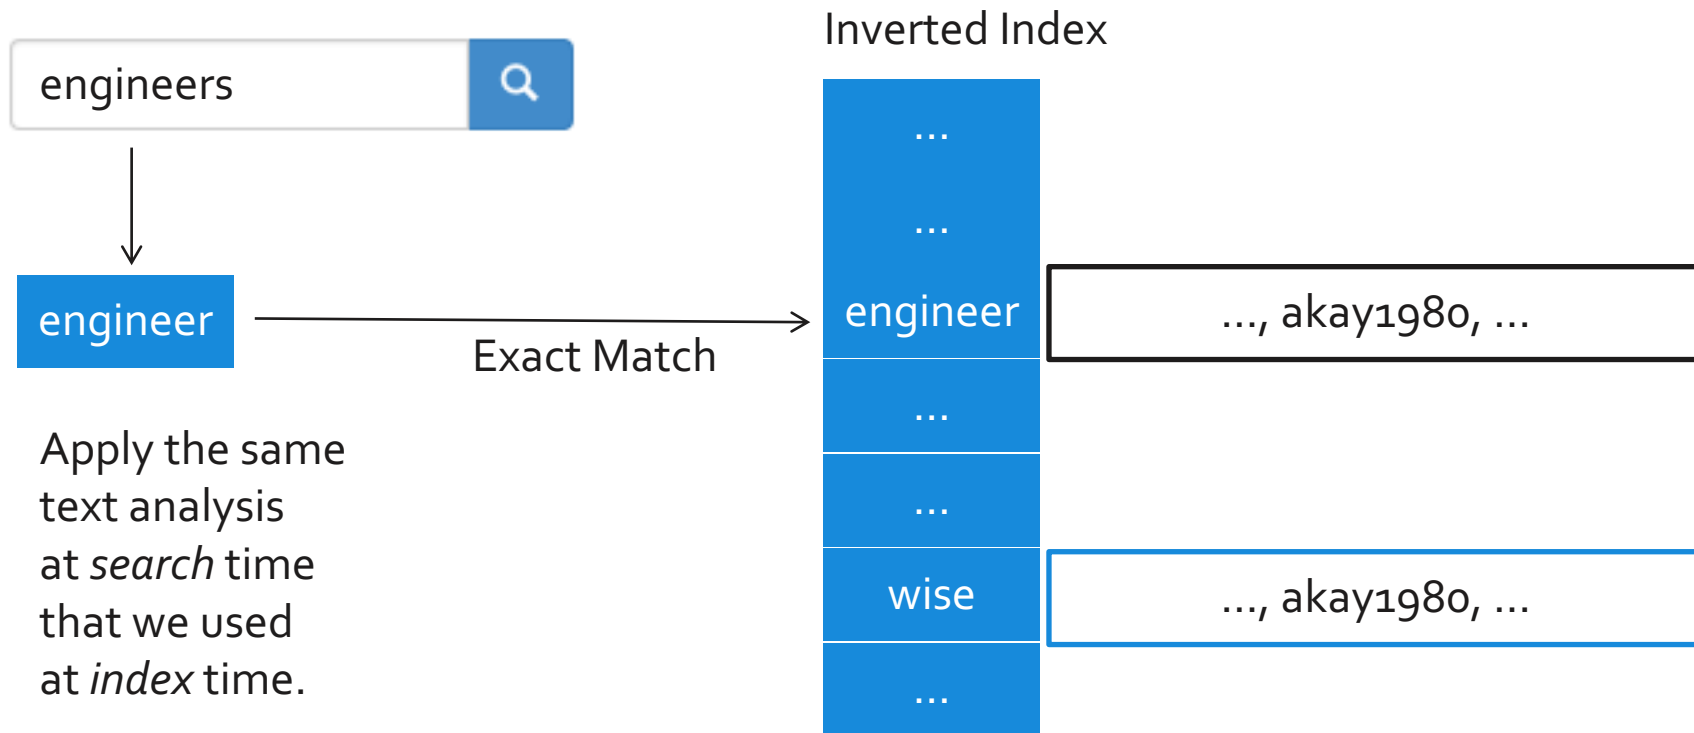 Inverted Index
engineers
...
...
engineer
Exact Match
engineer
..., akay1980, ...
...
...
wise
..., akay1980, ...
...
Apply the same
text analysis
at search time
that we used
at index time.